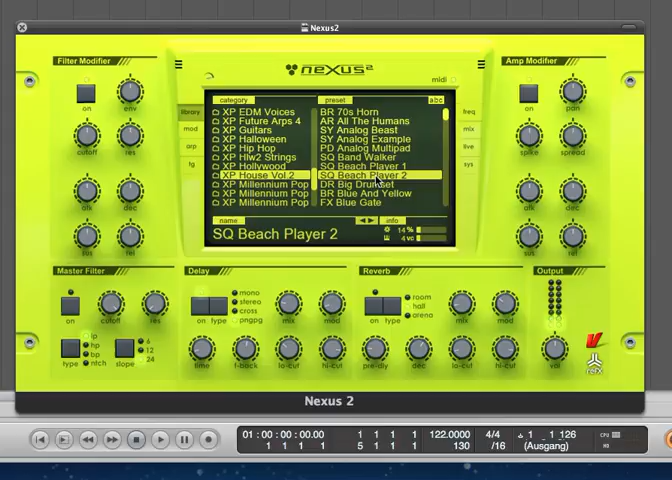 Nexus2
Filter Modifier
Amp Modifier
nexus²
midi
on
env
cutoff
res
atk
dec
sus
rel
library
mod
arp
tg
category
preset
abc
XP EDM Voices
BR 70s Horn
XP Future Arps 4
AR All The Humans
XP Guitars
SY Analog Beast
XP Halloween
SY Analog Example
XP Hip Hop
PD Analog Multipad
XP Hlw2 Strings
SQ Band Walker
XP Hollywood
SQ Beach Player 1
XP House Vol.2
SQ Beach Player 2
XP Millennium Pop
DR Big Drumset
XP Millennium Pop
BR Blue And Yellow
XP Millennium Pop
FX Blue Gate
name
info
SQ Beach Player 2
14 %
4 vc
freq
mix
live
sys
on
pan
spike
spread
atk
dec
sus
rel
Master Filter
Delay
Reverb
Output
on
cutoff
res
type
lp
hp
bp
ntch
slope
6
12
24
on
type
mono
stereo
cross
pngpg
mix
mod
time
f-back
lo-cut
hi-cut
on
type
room
hall
arena
mix
mod
pre-dly
dec
lo-cut
hi-cut
vol
V
reFX
Nexus 2
01 : 00 : 00 : 00.00
1 1 1 1
122.0000
4/4
1 1 126
CPU
1 1 1 1
5 1 1 1
130
/16
(Ausgang)